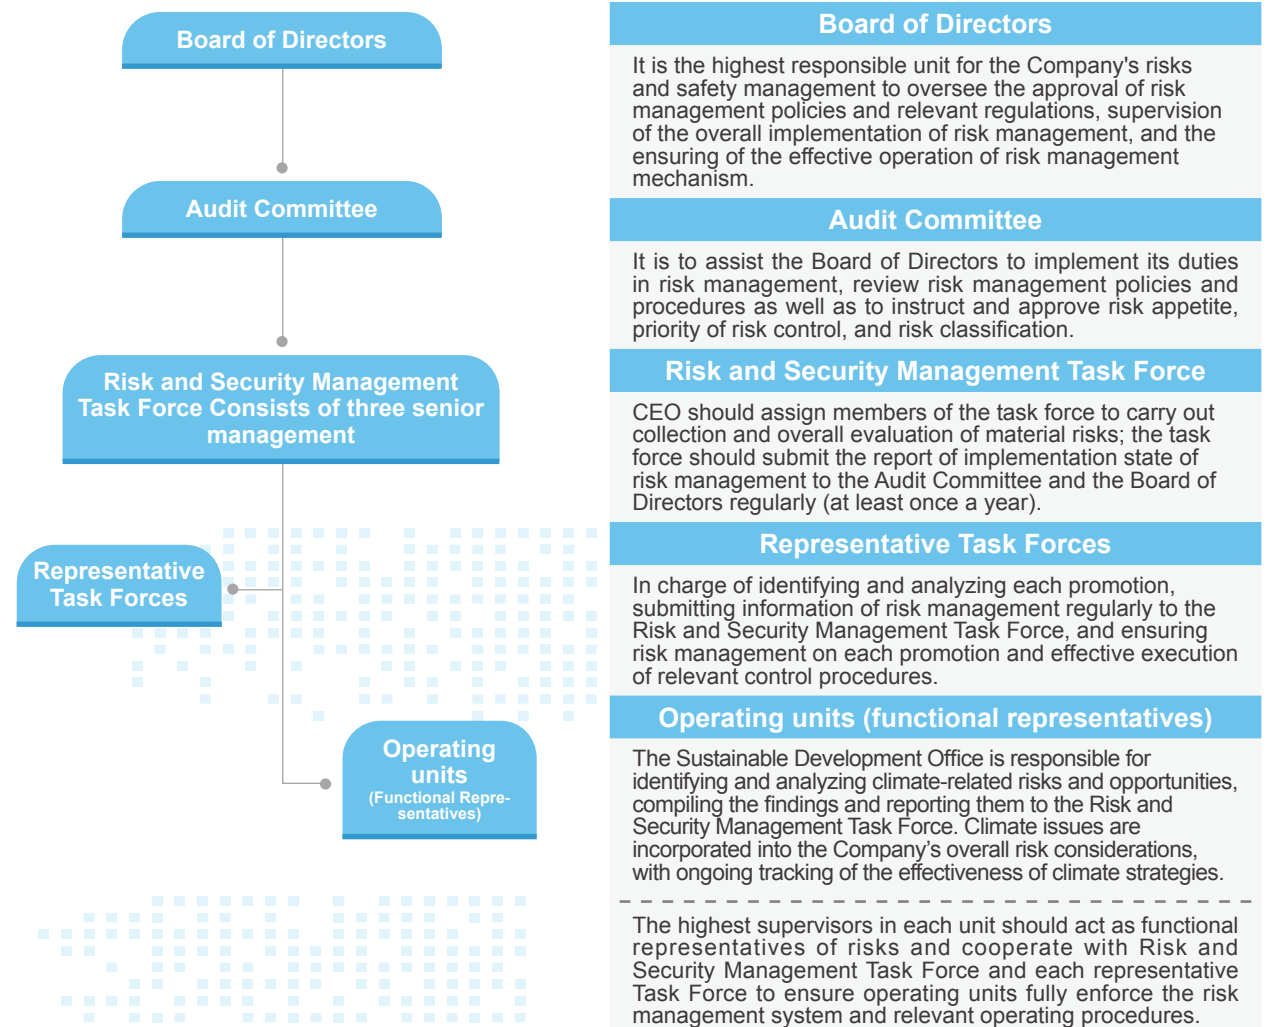 Board of Directors
Audit Committee
Risk and Security Management
Task Force Consists of three senior
management
Representative
Task Forces
Operating
units
(Functional Repre-
sentatives)
Board of Directors
It is the highest responsible unit for the Company's risks
and safety management to oversee the approval of risk
management policies and relevant regulations, supervision
of the overall implementation of risk management, and the
ensuring of the effective operation of risk management
mechanism.
Audit Committee
It is to assist the Board of Directors to implement its duties
in risk management, review risk management policies and
procedures as well as to instruct and approve risk appetite,
priority of risk control, and risk classification.
Risk and Security Management Task Force
CEO should assign members of the task force to carry out
collection and overall evaluation of material risks; the task
force should submit the report of implementation state of
risk management to the Audit Committee and the Board of
Directors regularly (at least once a year).
Representative Task Forces
In charge of identifying and analyzing each promotion,
submitting information of risk management regularly to the
Risk and Security Management Task Force, and ensuring
risk management on each promotion and effective execution
of relevant control procedures.
Operating units (functional representatives)
The Sustainable Development Office is responsible for
identifying and analyzing climate-related risks and opportunities,
compiling the findings and reporting them to the Risk and
Security Management Task Force. Climate issues are
incorporated into the Company’s overall risk considerations,
with ongoing tracking of the effectiveness of climate strategies.
The highest supervisors in each unit should act as functional
representatives of risks and cooperate with Risk and
Security Management Task Force and each representative
Task Force to ensure operating units fully enforce the risk
management system and relevant operating procedures.